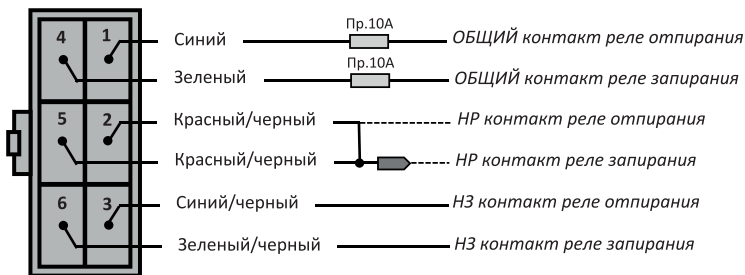 1 Синий Пр.10А ОБЩИЙ контакт реле отпирания
4 Зеленый Пр.10А ОБЩИЙ контакт реле запирания
2 Красный/черный НР контакт реле отпирания
5 Красный/черный НР контакт реле запирания
3 Синий/черный НЗ контакт реле отпирания
6 Зеленый/черный НЗ контакт реле запирания